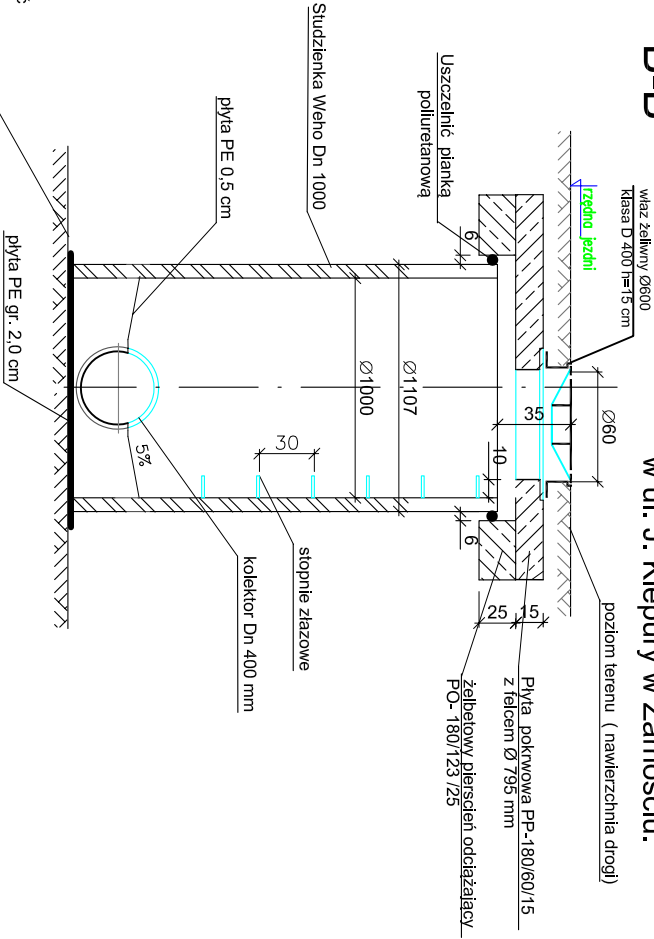 B-B
w ul. J. Kiepury w Zamościu.
właz żeliwny Ø600
klasa D 400 h=15 cm
rzędna jezdni
poziom terenu ( nawierzchnia drogi)
Ø60
35
Uszczelnić pianką
poliuretanową
6
10
6
25
15
Płyta pokrwowa PP-180/60/15
z felcem Ø 795 mm
żelbetowy pierscień odciążający
PO- 180/123 /25
Studzienka Weho Dn 1000
Ø1107
Ø1000
30
stopnie złazowe
płyta PE 0,5 cm
5%
kolektor Dn 400 mm
płyta PE gr. 2,0 cm